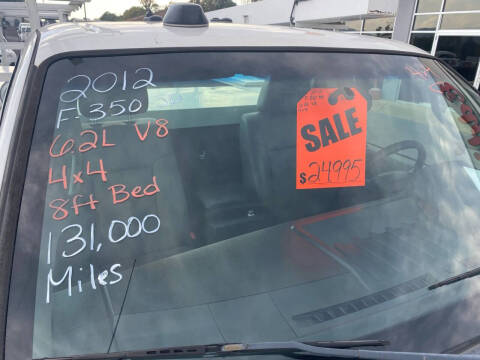 2012
F-350
6.2L V8
4x4
8ft Bed
131,000
Miles
SALE
$24995